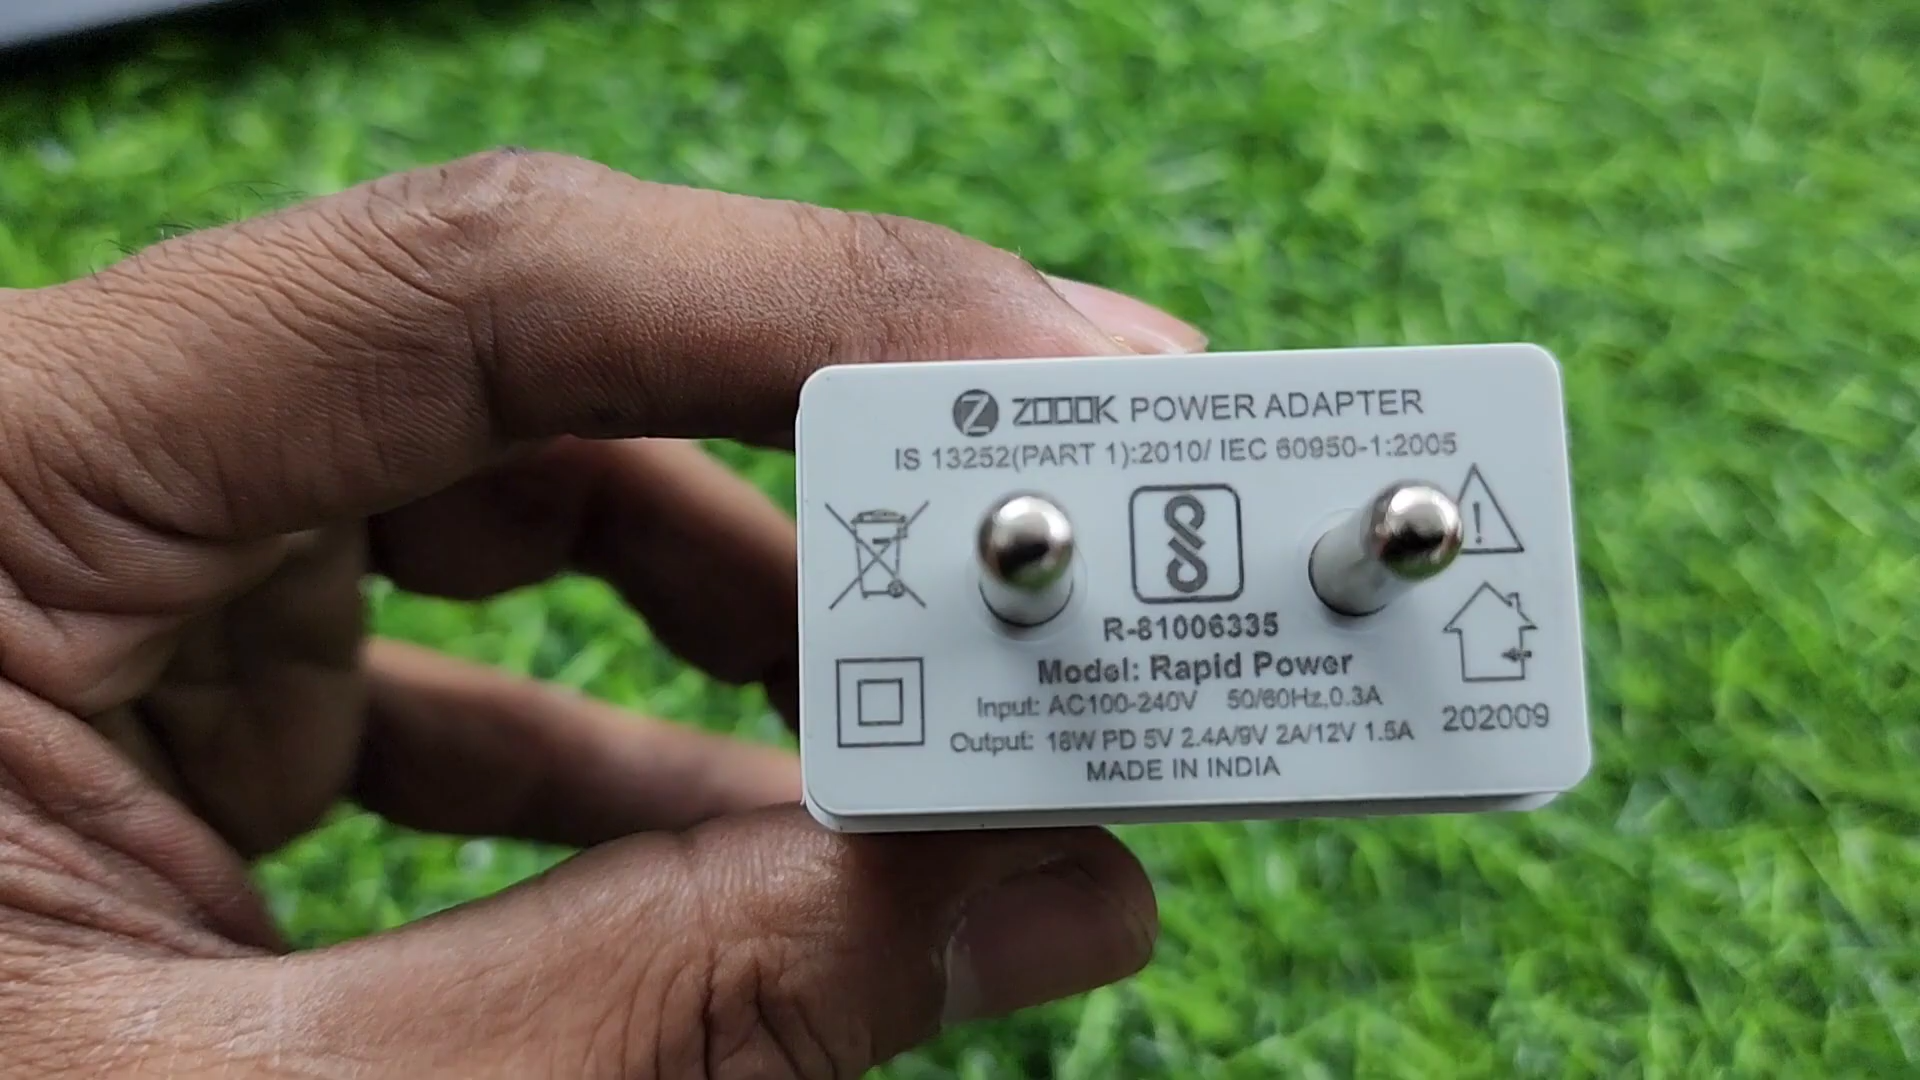 Z ZOOOK POWER ADAPTER
IS 13252(PART 1):2010/ IEC 60950-1:2005
R-81006335
Model: Rapid Power
Input: AC100-240V 50/60Hz,0.3A
Output: 18W PD 5V 2.4A/9V 2A/12V 1.5A
MADE IN INDIA
!
202009